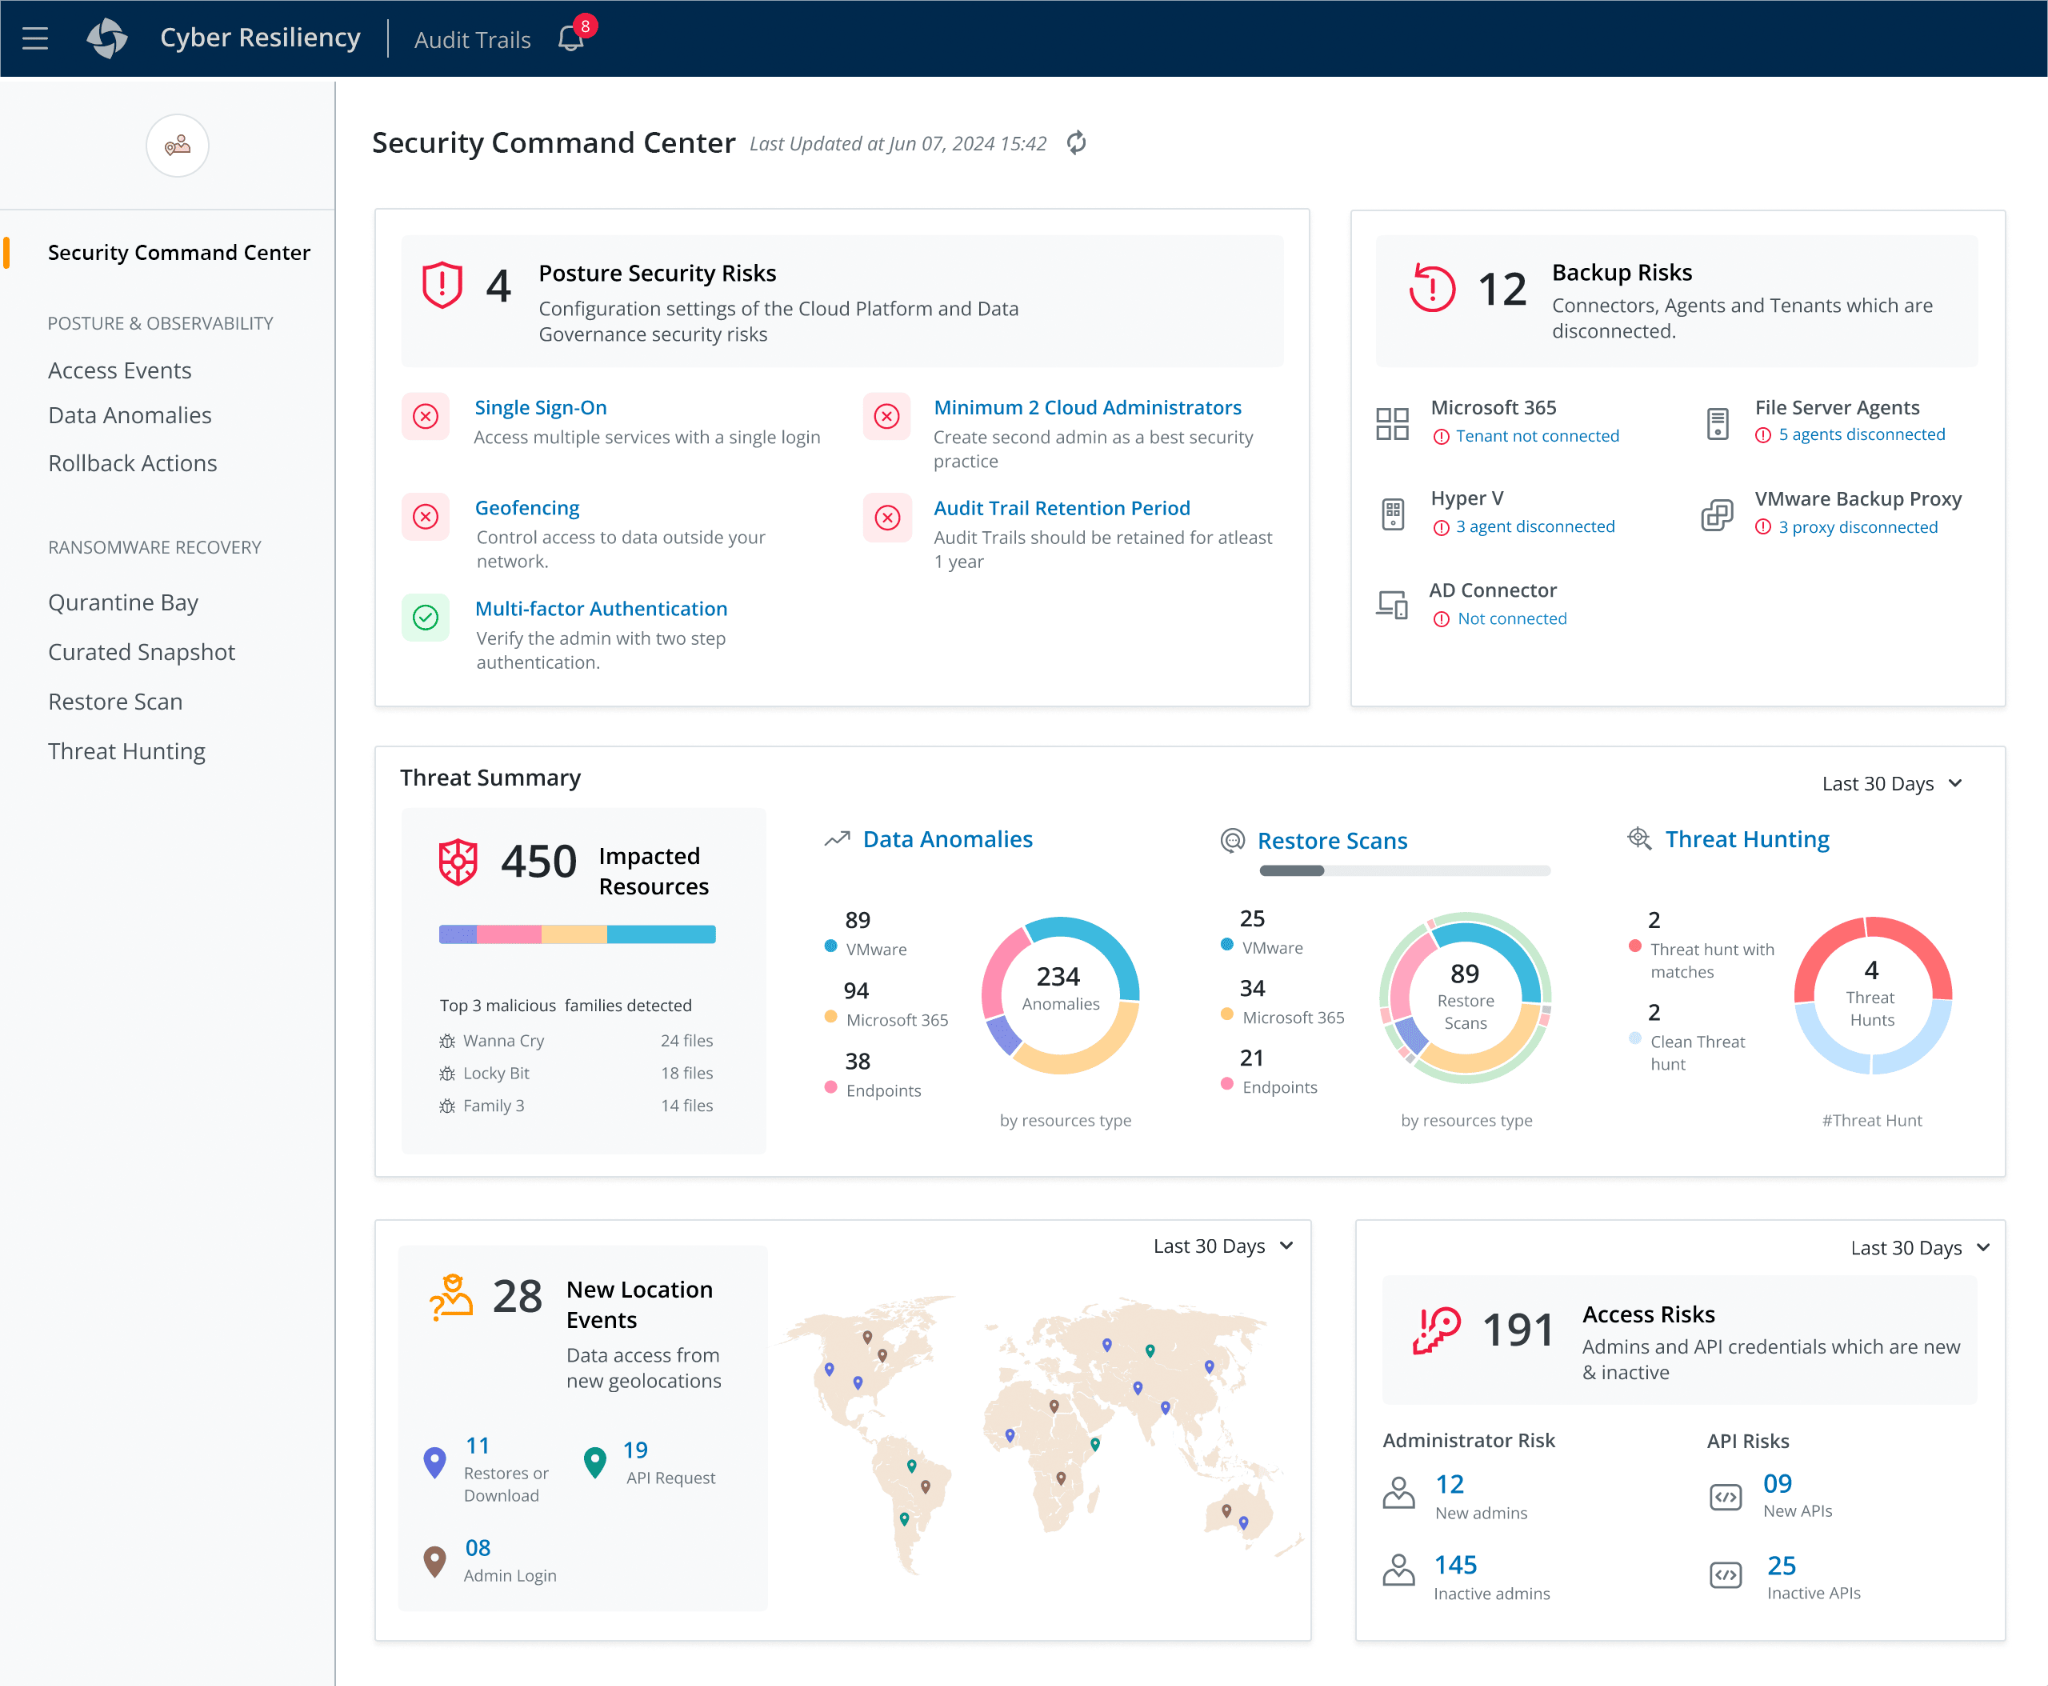 Cyber Resiliency
Audit Trails
8
Security Command Center
POSTURE & OBSERVABILITY
Access Events
Data Anomalies
Rollback Actions
RANSOMWARE RECOVERY
Qurantine Bay
Curated Snapshot
Restore Scan
Threat Hunting
Security Command Center Last Updated at Jun 07, 2024 15:42
4
Posture Security Risks
Configuration settings of the Cloud Platform and Data
Governance security risks
Single Sign-On
Access multiple services with a single login
Minimum 2 Cloud Administrators
Create second admin as a best security
practice
Geofencing
Control access to data outside your
network.
Audit Trail Retention Period
Audit Trails should be retained for atleast
1 year
Multi-factor Authentication
Verify the admin with two step
authentication.
12
Backup Risks
Connectors, Agents and Tenants which are
disconnected.
Microsoft 365
Tenant not connected
File Server Agents
5 agents disconnected
Hyper V
3 agent disconnected
VMware Backup Proxy
3 proxy disconnected
AD Connector
Not connected
Threat Summary
Last 30 Days
450
Impacted
Resources
Top 3 malicious families detected
Wanna Cry 24 files
Locky Bit 18 files
Family 3 14 files
Data Anomalies
89
VMware
94
Microsoft 365
38
Endpoints
234
Anomalies
by resources type
Restore Scans
25
VMware
34
Microsoft 365
21
Endpoints
89
Restore
Scans
by resources type
Threat Hunting
2
Threat hunt with
matches
2
Clean Threat
hunt
4
Threat
Hunts
#Threat Hunt
Last 30 Days
28
New Location
Events
Data access from
new geolocations
11
Restores or
Download
19
API Request
08
Admin Login
Last 30 Days
191
Access Risks
Admins and API credentials which are new
& inactive
Administrator Risk
12
New admins
145
Inactive admins
API Risks
09
New APIs
25
Inactive APIs